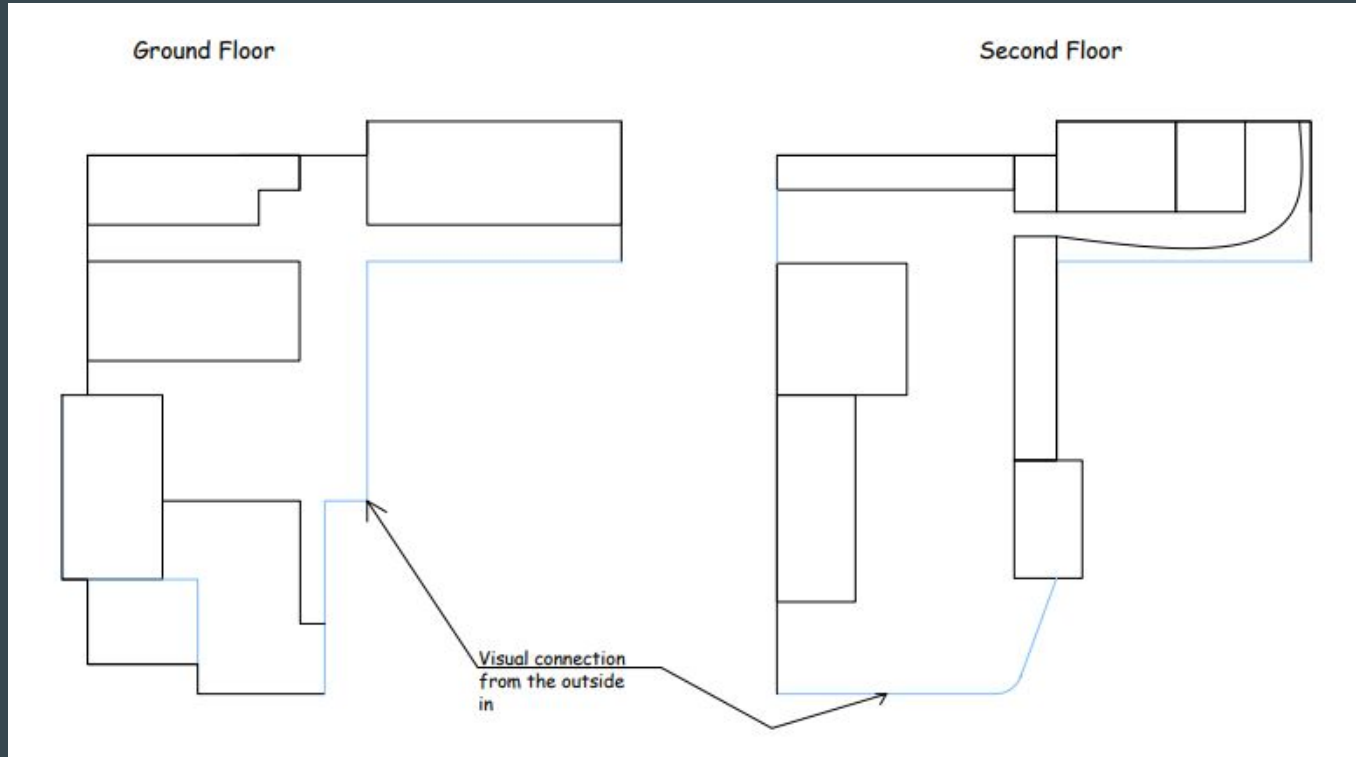 Ground Floor
Second Floor
Visual connection
from the outside
in